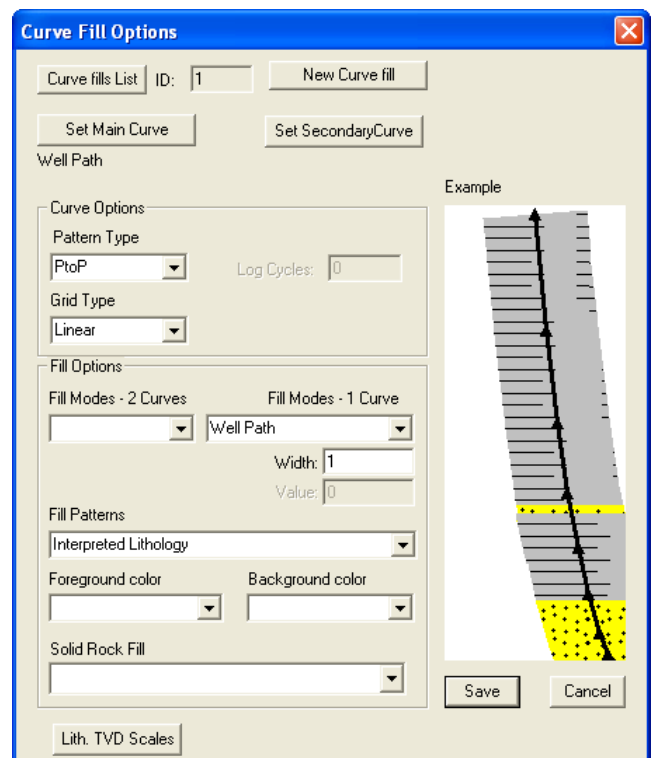 Curve Fill Options
Curve fills List ID: 1 New Curve fill
Set Main Curve Set SecondaryCurve
Well Path
Example
Curve Options
Pattern Type
PtoP Log Cycles: 0
Grid Type
Linear
Fill Options
Fill Modes - 2 Curves Fill Modes - 1 Curve
Well Path
Width: 1
Value: 0
Fill Patterns
Interpreted Lithology
Foreground color Background color
Solid Rock Fill
Save Cancel
Lith. TVD Scales